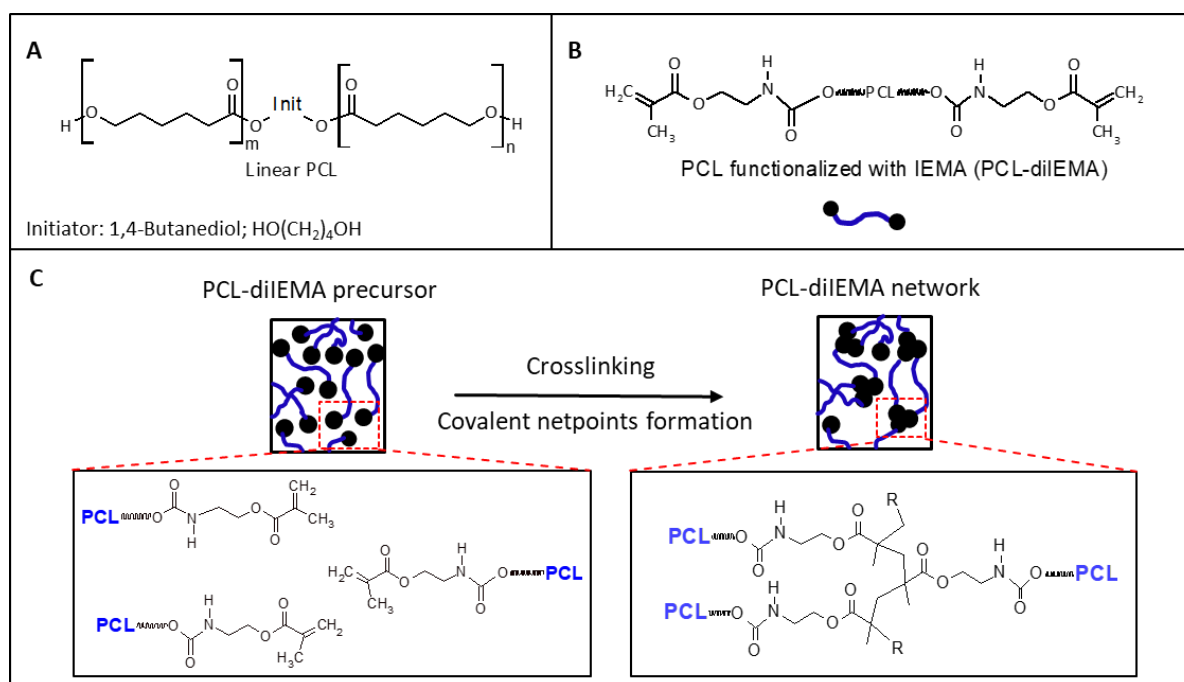 A
H
O
O
m
O
Init
O
O
n
O
H
Linear PCL
Initiator: 1,4-Butanediol; HO(CH2)4OH
B
H2C
CH3
O
O
H
N
O
O
PCL
O
O
H
N
O
O
CH2
CH3
PCL functionalized with IEMA (PCL-diIEMA)
C
PCL-diIEMA precursor
PCL-diIEMA network
Crosslinking
Covalent netpoints formation
PCL
O
O
N
H
O
O
CH2
CH3
H2C
CH3
O
O
H
N
O
O
PCL
PCL
O
O
N
H
O
O
H3C
CH2
PCL
O
O
H
N
O
O
R
O
O
H
N
O
O
PCL
PCL
O
O
H
N
O
O
R